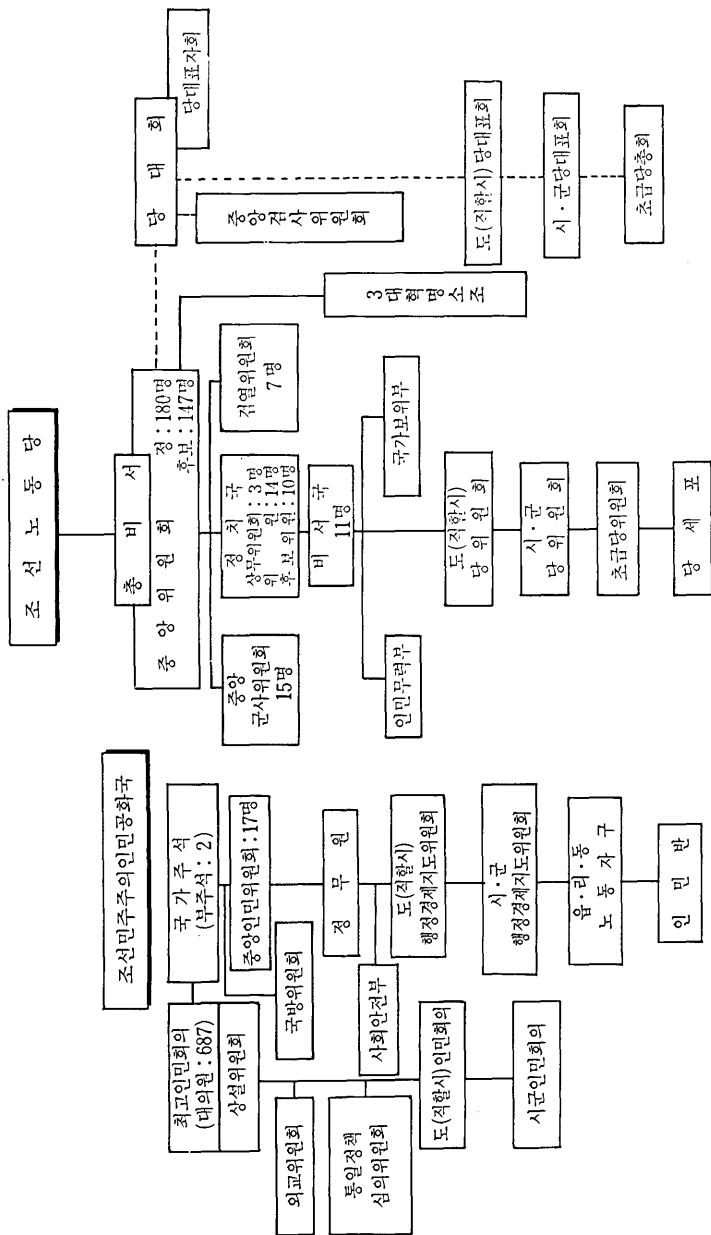 조선노동당
총비서
중앙위원회
정 : 180명
후보 : 147명
당대회
당대표자회
중앙검사위원회
3대혁명소조
중앙
군사위원회
15명
정치국
상무위원회 : 3명
위원 : 14명
후보위원 : 10명
검열위원회
7명
비서국
11명
인민무력부
국가보위부
도(직할시)
당위원회
시·군
당위원회
초급당위원회
당세포
도(직할시) 당대표회
시·군당대표회
초급당총회
조선민주주의인민공화국
최고인민회의
(대의원 : 687)
상설위원회
국가주석
(부주석 : 2)
중앙인민위원회 : 17명
국방위원회
정무원
외교위원회
통일정책
심의위원회
사회안전부
도(직할시)인민회의
시군인민회의
도(직할시)
행정경제지도위원회
시·군
행정경제지도위원회
읍·리·동
노동자구
인민반